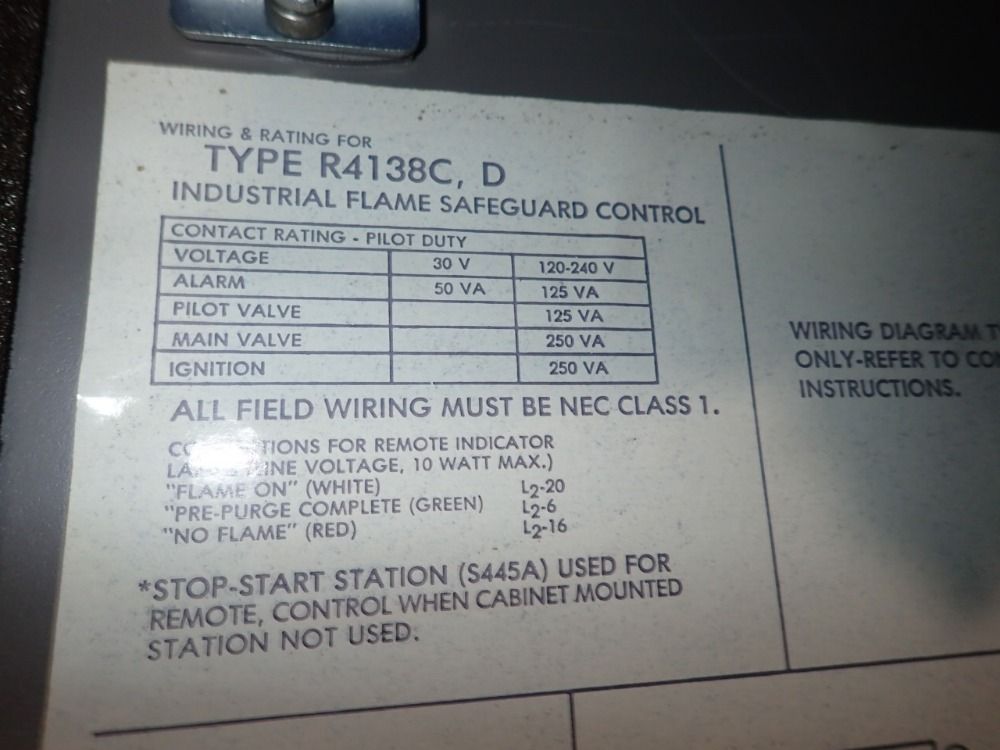 WIRING & RATING FOR
TYPE R4138C, D
INDUSTRIAL FLAME SAFEGUARD CONTROL
CONTACT RATING - PILOT DUTY
VOLTAGE 30 V 120-240 V
ALARM 50 VA 125 VA
PILOT VALVE 125 VA
MAIN VALVE 250 VA
IGNITION 250 VA
ALL FIELD WIRING MUST BE NEC CLASS 1.
FOR REMOTE INDICATOR
VOLTAGE, 10 WATT MAX.)
"FLAME ON" (WHITE) L2-20
"PRE-PURGE COMPLETE (GREEN) L2-6
"NO FLAME" (RED) L2-16
*STOP-START STATION (S445A) USED FOR
REMOTE, CONTROL WHEN CABINET MOUNTED
STATION NOT USED.
WIRING DIAGRAM
ONLY-REFER TO
INSTRUCTIONS.